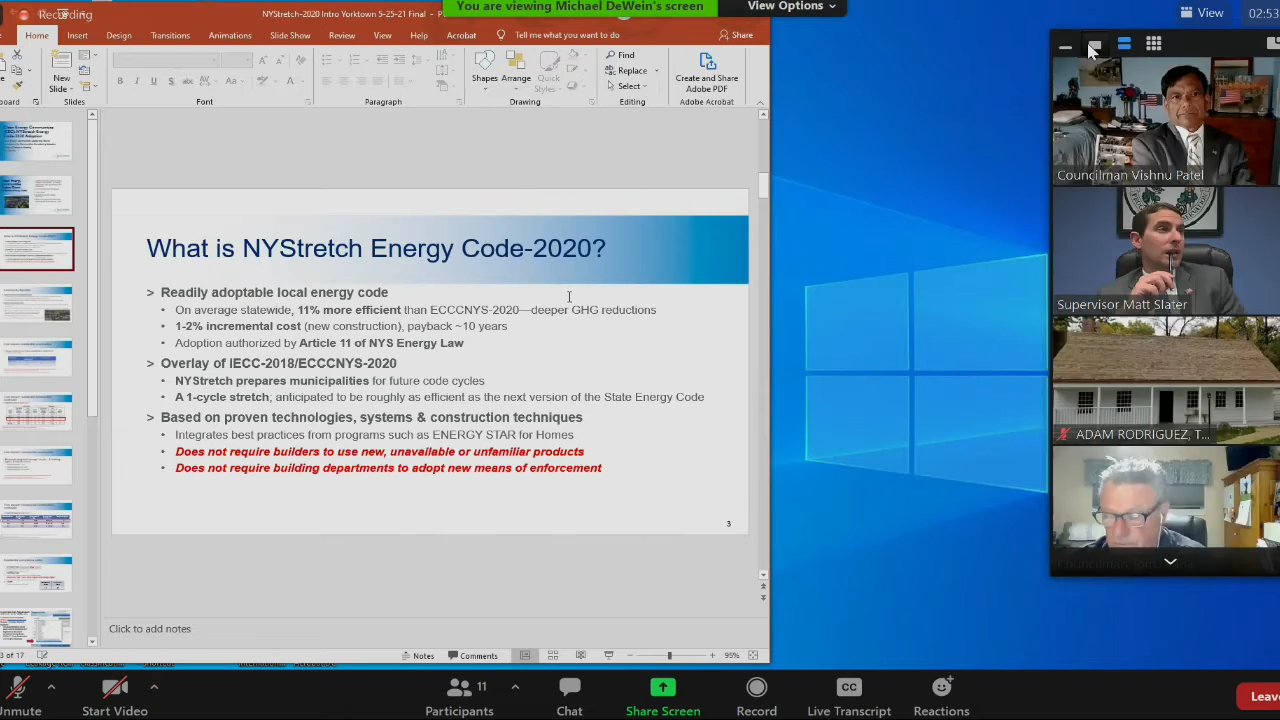 Recording
NYStretch-2020 Intro Yorktown 5-25-21 Final -
You are viewing Michael DeWein's screen
View Options
View
02:53
Home Insert Design Transitions Animations Slide Show Review View Acrobat Tell me what you want to do Share
New
Slide
Slides
Font
Paragraph
Shapes
Arrange
Quick
Styles
Drawing
Find
Replace
Select
Editing
Create and Share
Adobe PDF
Adobe Acrobat
What is NYStretch Energy Code-2020?
> Readily adoptable local energy code
• On average statewide, 11% more efficient than ECCCNYS-2020—deeper GHG reductions
• 1-2% incremental cost (new construction), payback ~10 years
• Adoption authorized by Article 11 of NYS Energy Law
> Overlay of IECC-2018/ECCCNYS-2020
• NYStretch prepares municipalities for future code cycles
• A 1-cycle stretch; anticipated to be roughly as efficient as the next version of the State Energy Code
> Based on proven technologies, systems & construction techniques
• Integrates best practices from programs such as ENERGY STAR for Homes
• Does not require builders to use new, unavailable or unfamiliar products
• Does not require building departments to adopt new means of enforcement
3
Click to add notes
3 of 17
Notes
Comments
95%
Councilman Vishnu Patel
Supervisor Matt Slater
ADAM RODRIGUEZ, T...
Unmute
Start Video
11
Participants
Chat
Share Screen
Record
CC
Live Transcript
Reactions
Leave